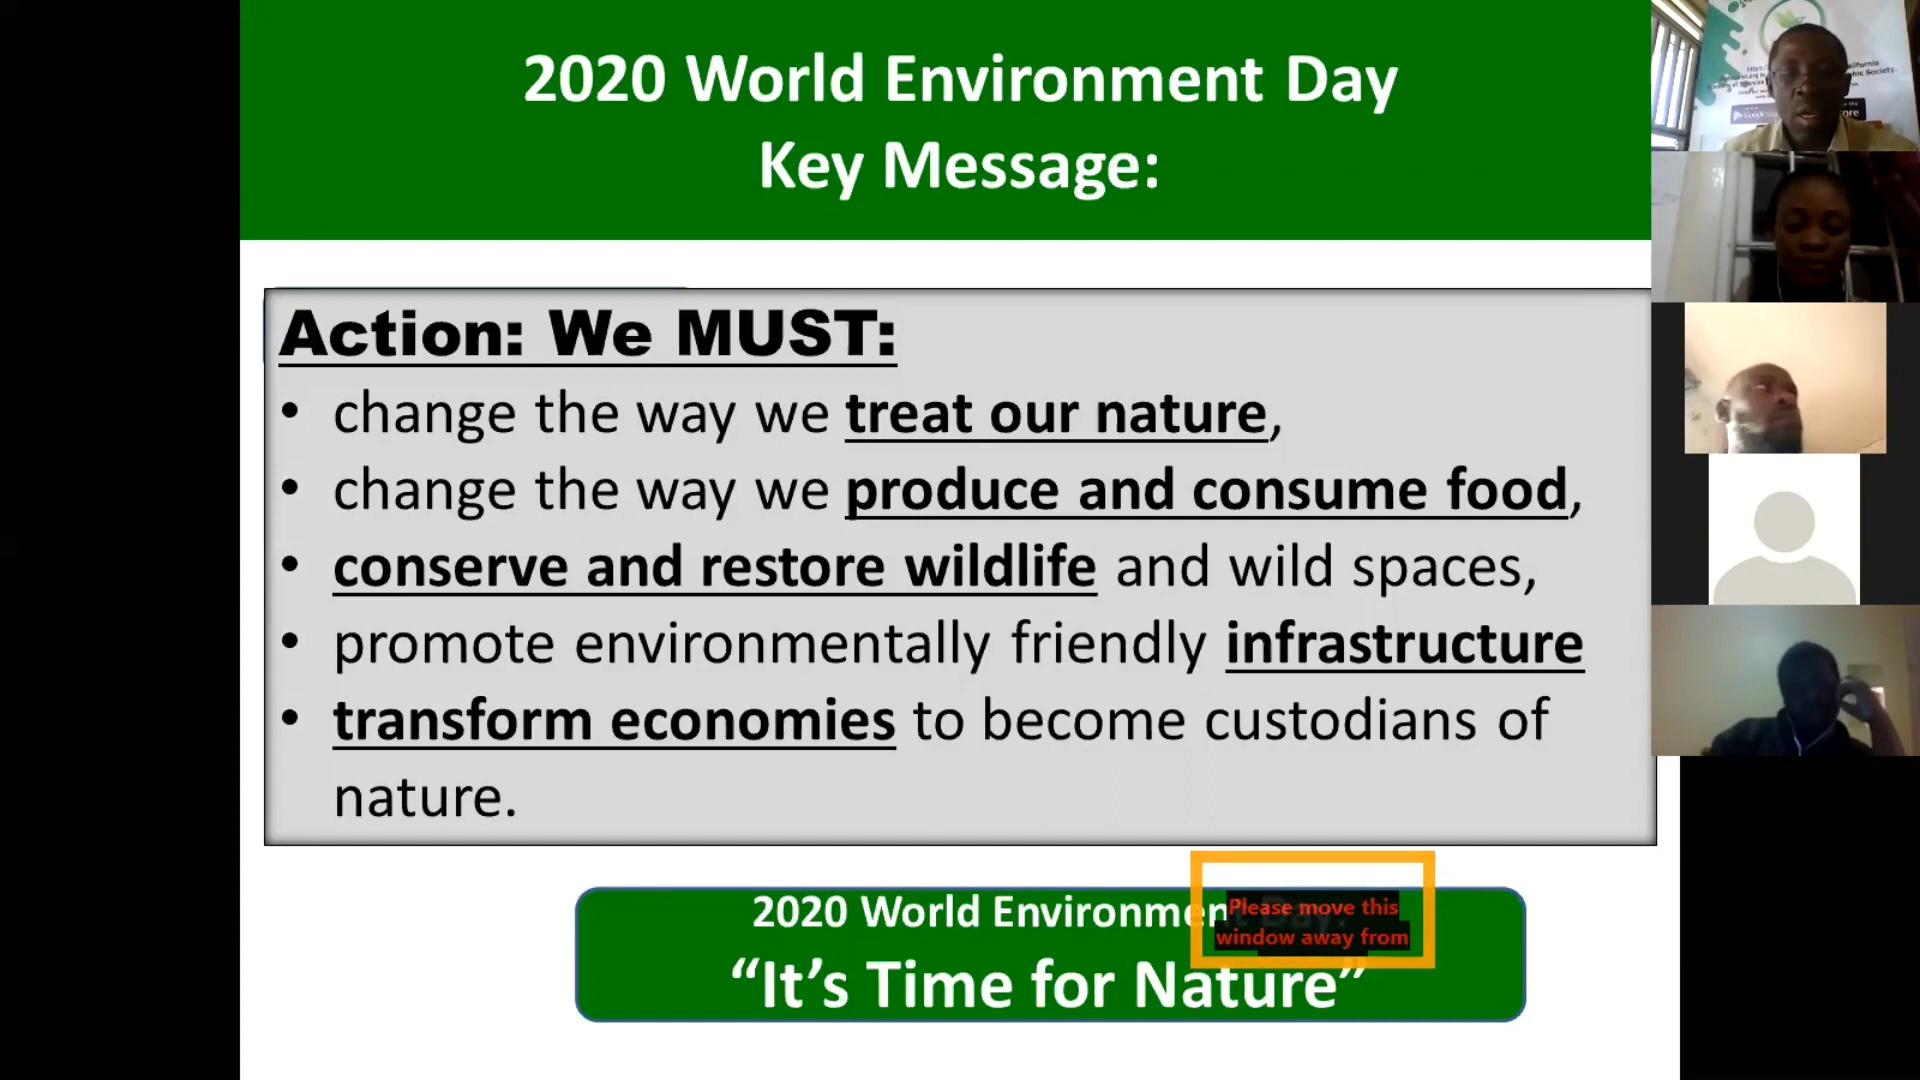 2020 World Environment Day
Key Message:
Action: We MUST:
• change the way we treat our nature,
• change the way we produce and consume food,
• conserve and restore wildlife and wild spaces,
• promote environmentally friendly infrastructure
• transform economies to become custodians of
nature.
2020 World Environment Day:
“It’s Time for Nature”
Please move this
window away from